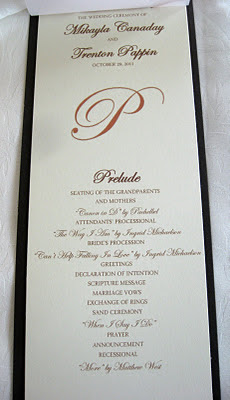 THE WEDDING CEREMONY OF
Mikayla Canaday
AND
Trenton Pappin
OCTOBER 28, 2012
P
Prelude
SEATING OF THE GRANDPARENTS
AND MOTHERS
"Canon in D" by Pachelbel
ATTENDANTS' PROCESSIONAL
"The Way I Am" by Ingrid Michaelson
BRIDE'S PROCESSION
"Can't Help Falling In Love" by Ingrid Michaelson
GREETINGS
DECLARATION OF INTENTION
SCRIPTURE MESSAGE
MARRIAGE VOWS
EXCHANGE OF RINGS
SAND CEREMONY
"When I Say I Do"
PRAYER
ANNOUNCEMENT
RECESSIONAL
"More" by Matthew West